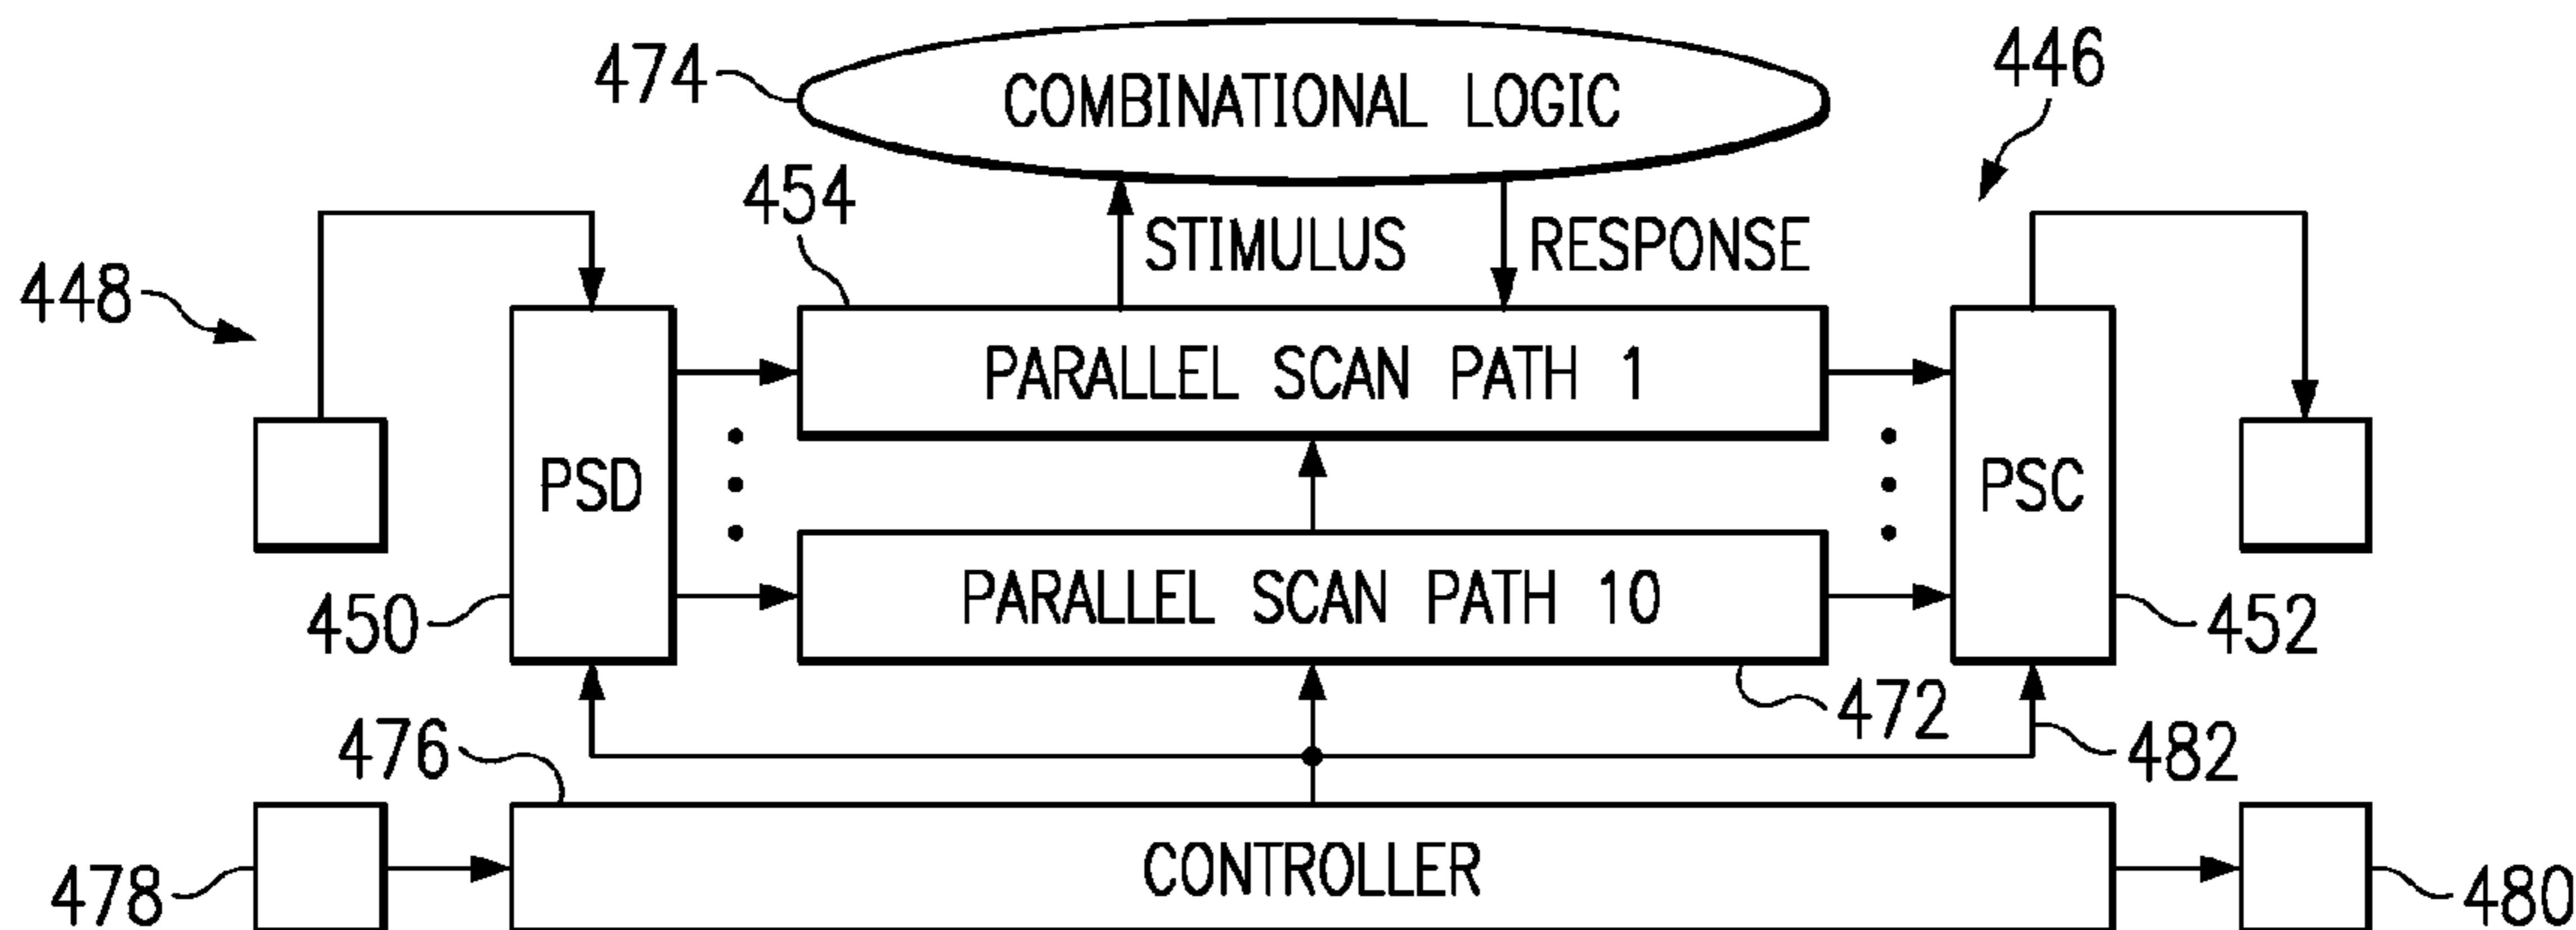 474
COMBINATIONAL LOGIC
446
454
STIMULUS
RESPONSE
448
PARALLEL SCAN PATH 1
PSD
PSC
450
PARALLEL SCAN PATH 10
452
472
476
482
478
CONTROLLER
480